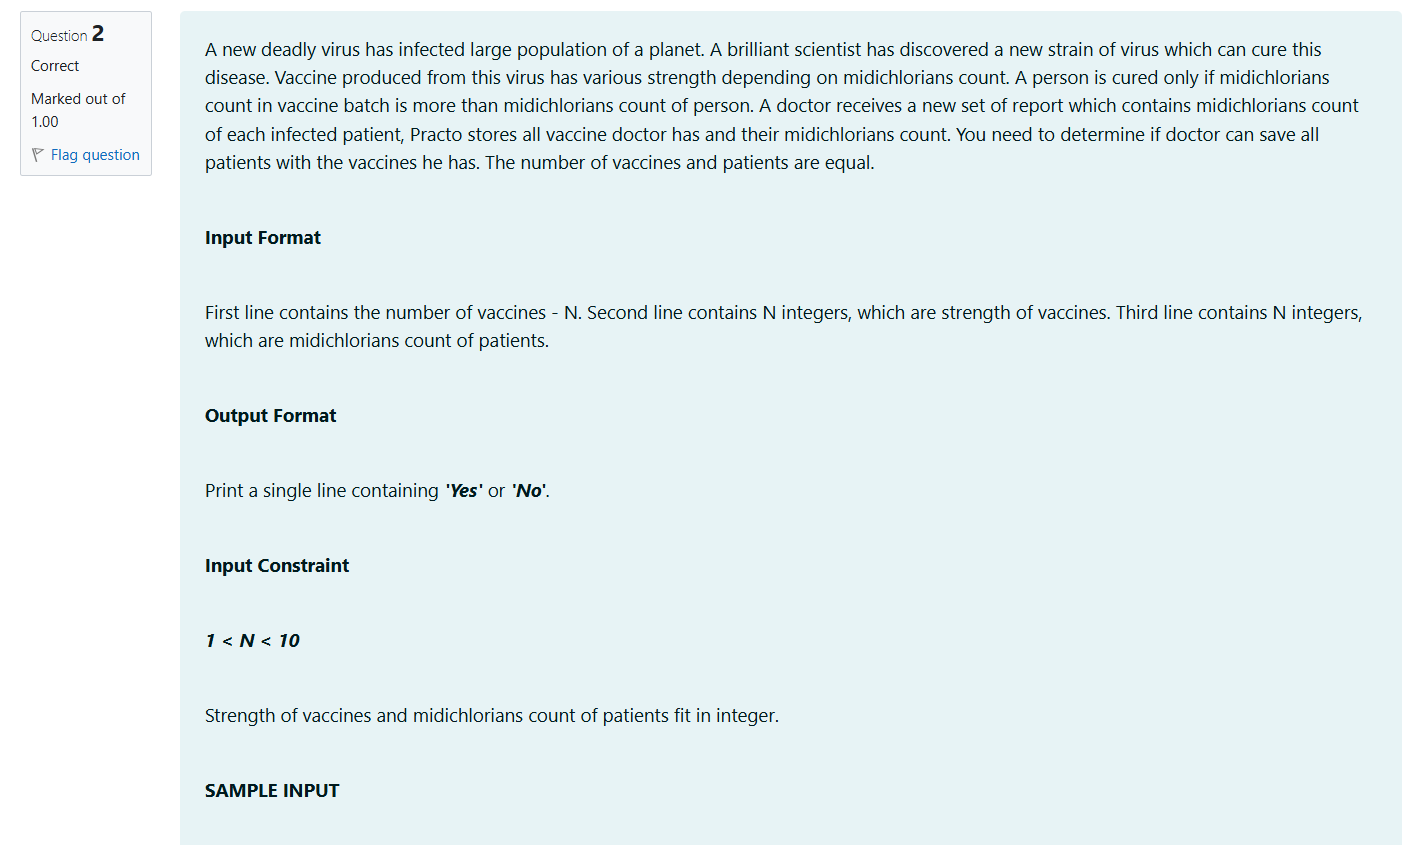 Question 2
Correct
Marked out of
1.00
Flag question
A new deadly virus has infected large population of a planet. A brilliant scientist has discovered a new strain of virus which can cure this
disease. Vaccine produced from this virus has various strength depending on midichlorians count. A person is cured only if midichlorians
count in vaccine batch is more than midichlorians count of person. A doctor receives a new set of report which contains midichlorians count
of each infected patient, Practo stores all vaccine doctor has and their midichlorians count. You need to determine if doctor can save all
patients with the vaccines he has. The number of vaccines and patients are equal.
Input Format
First line contains the number of vaccines - N. Second line contains N integers, which are strength of vaccines. Third line contains N integers,
which are midichlorians count of patients.
Output Format
Print a single line containing 'Yes' or 'No'.
Input Constraint
1 < N < 10
Strength of vaccines and midichlorians count of patients fit in integer.
SAMPLE INPUT